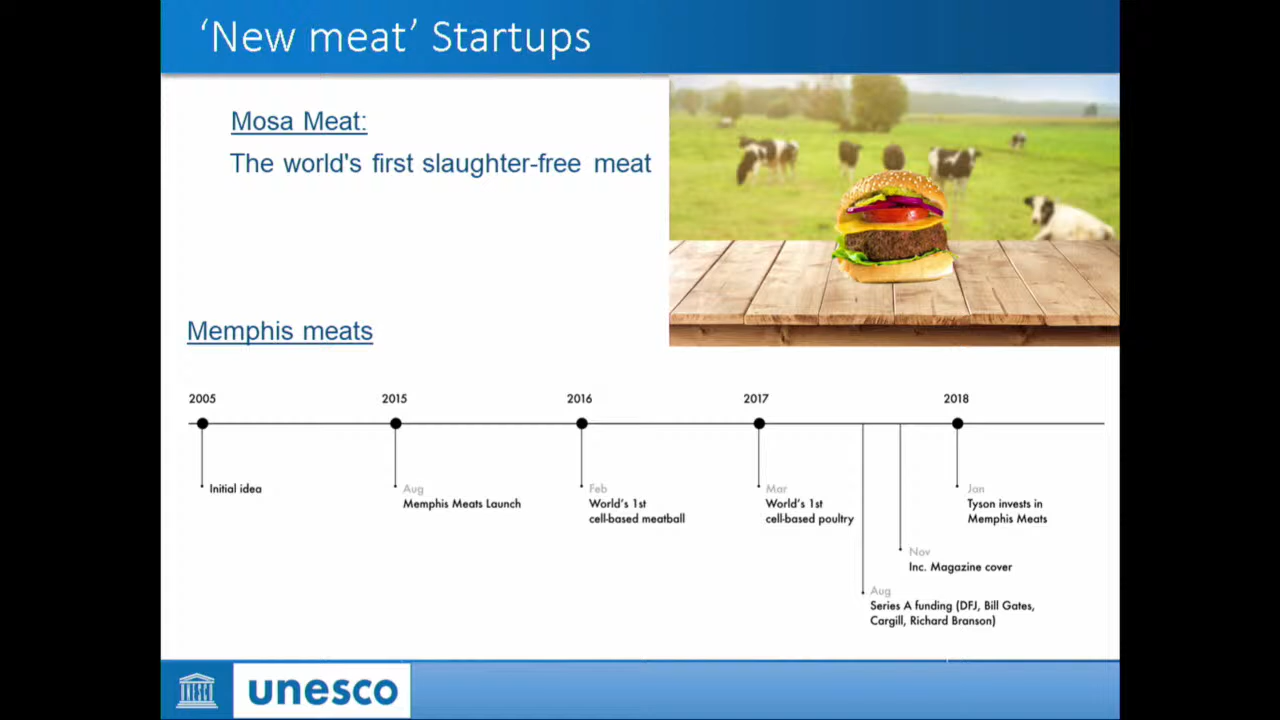 ‘New meat’ Startups
Mosa Meat:
The world's first slaughter-free meat
Memphis meats
2005
2015
2016
2017
2018
Initial idea
Aug
Memphis Meats Launch
Feb
World’s 1st
cell-based meatball
Mar
World’s 1st
cell-based poultry
Jan
Tyson invests in
Memphis Meats
Nov
Inc. Magazine cover
Aug
Series A funding (DFJ, Bill Gates,
Cargill, Richard Branson)
unesco